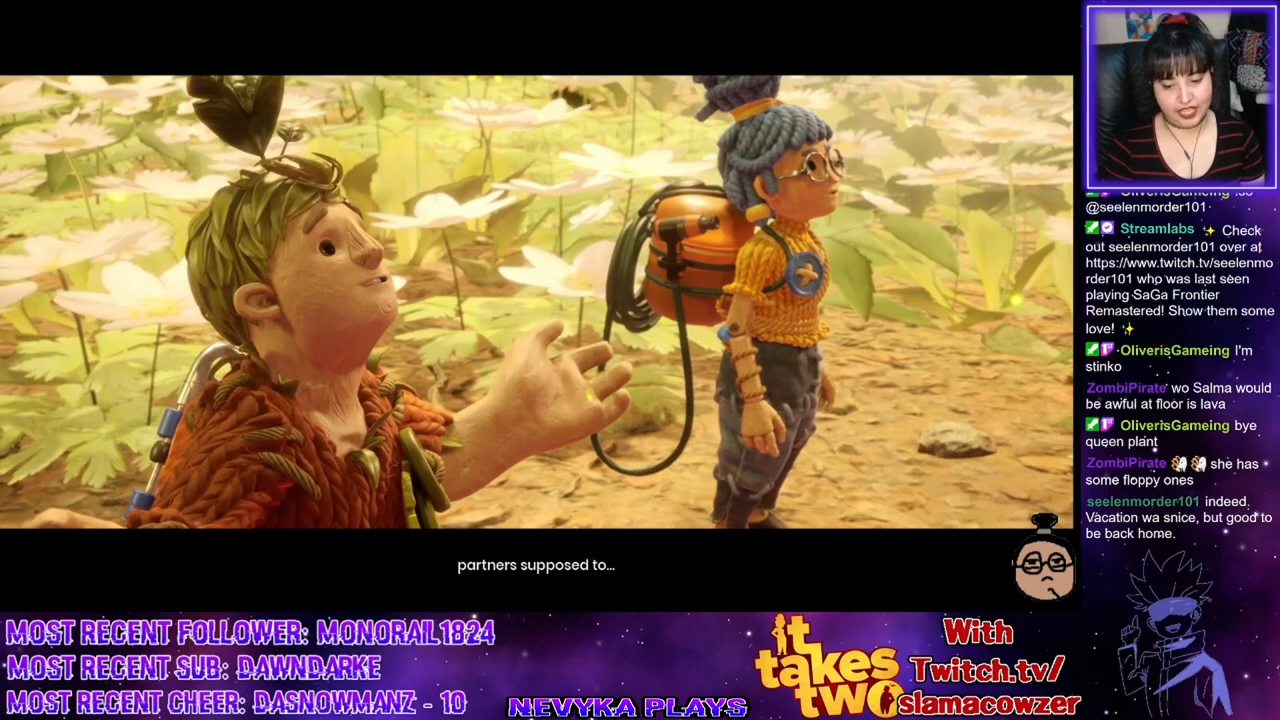 OliverisGameing !so
@seelenmorder101
Streamlabs ✨ Check
out seelenmorder101 over at
https://www.twitch.tv/seelenmo
rder101 who was last seen
playing SaGa Frontier
Remastered! Show them some
love! ✨
OliverisGameing I'm
stinko
ZombiPirate wo Salma would
be awful at floor is lava
OliverisGameing bye
queen plant
ZombiPirate she has
some floppy ones
seelenmorder101 indeed.
Vacation wa snice, but good to
be back home.
partners supposed to...
MOST RECENT FOLLOWER: MONORAIL1824
MOST RECENT SUB: DAWNDARKE
MOST RECENT CHEER: DASNOWMANZ - 10
NEVYKA PLAYS
it
takes
two
With
Twitch.tv/
slamacowzer